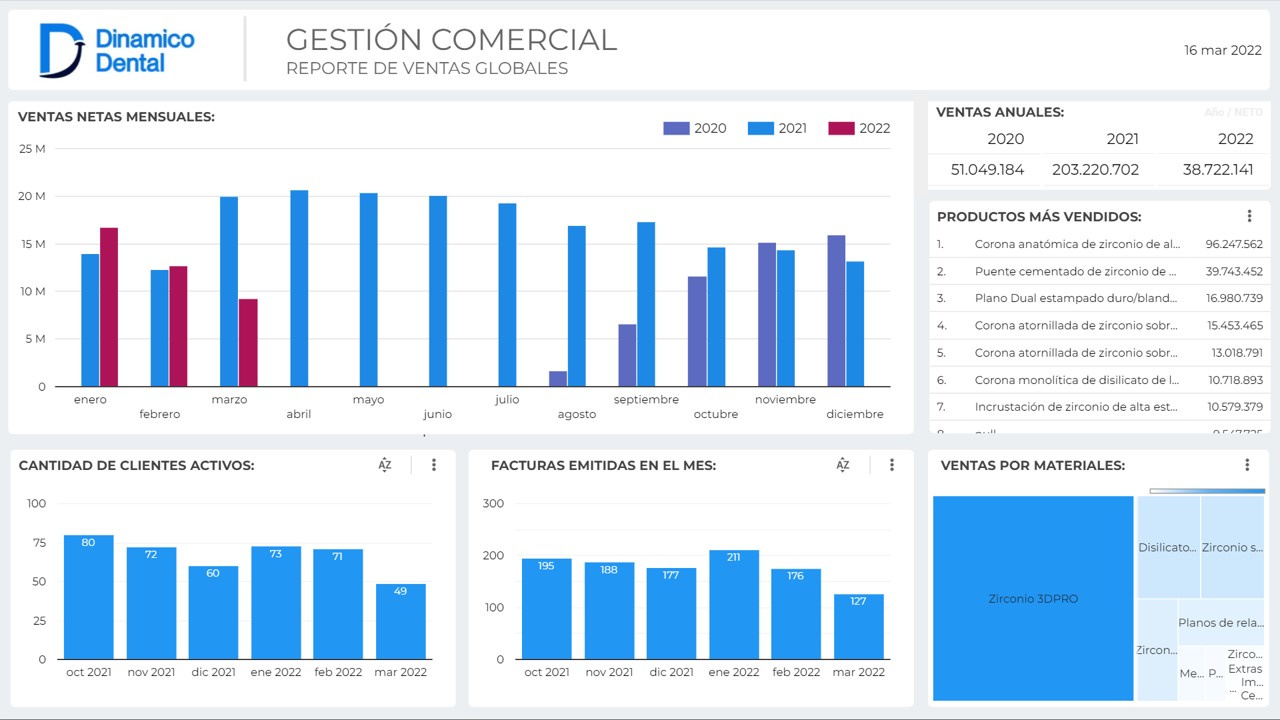 Dinamico
Dental
GESTIÓN COMERCIAL
REPORTE DE VENTAS GLOBALES
16 mar 2022
VENTAS NETAS MENSUALES:
2020 2021 2022
25 M
20 M
15 M
10 M
5 M
0
enero febrero marzo abril mayo junio julio agosto septiembre octubre noviembre diciembre
VENTAS ANUALES:
Año / NETO
2020 2021 2022
51.049.184 203.220.702 38.722.141
PRODUCTOS MÁS VENDIDOS:
1. Corona anatómica de zirconio de al... 96.247.562
2. Puente cementado de zirconio de ... 39.743.452
3. Plano Dual estampado duro/bland... 16.980.739
4. Corona atornillada de zirconio sobr... 15.453.465
5. Corona atornillada de zirconio sobr... 13.018.791
6. Corona monolítica de disilicato de l... 10.718.893
7. Incrustación de zirconio de alta est... 10.579.379
8. null
CANTIDAD DE CLIENTES ACTIVOS:
AZ
100
75
50
25
0
80 72 60 73 71 49
oct 2021 nov 2021 dic 2021 ene 2022 feb 2022 mar 2022
FACTURAS EMITIDAS EN EL MES:
AZ
300
200
100
0
195 188 177 211 176 127
oct 2021 nov 2021 dic 2021 ene 2022 feb 2022 mar 2022
VENTAS POR MATERIALES:
Zirconio 3DPRO
Disilicato... Zirconio s...
Zircon...
Planos de rela...
Me... P...
Zirco...
Extras
Im...
...
Ce...